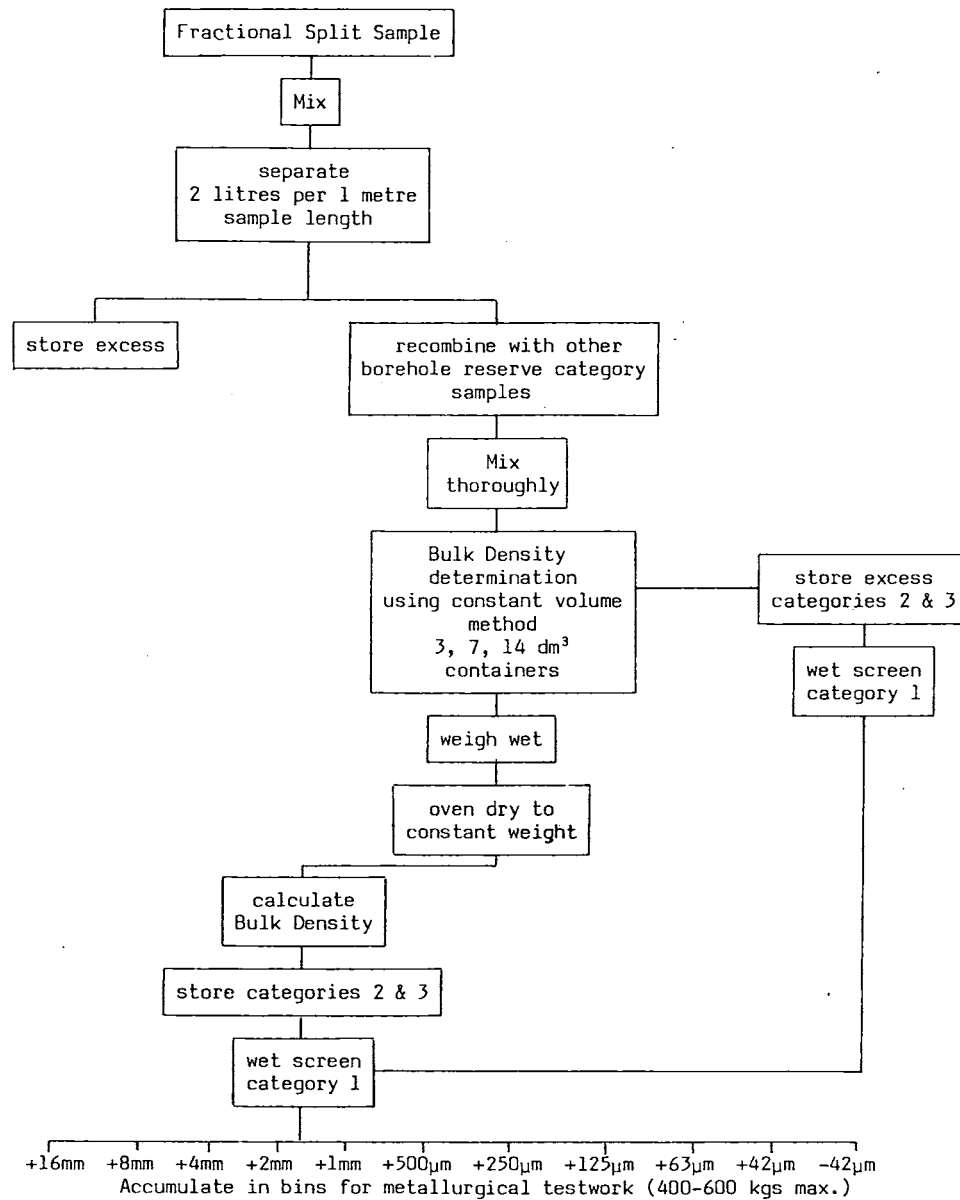 Fractional Split Sample
Mix
separate
2 litres per 1 metre
sample length
store excess
recombine with other
borehole reserve category
samples
Mix
thoroughly
Bulk Density
determination
using constant volume
method
3, 7, 14 dm³
containers
store excess
categories 2 & 3
wet screen
category 1
weigh wet
oven dry to
constant weight
calculate
Bulk Density
store categories 2 & 3
wet screen
category 1
+16mm +8mm +4mm +2mm +1mm +500µm +250µm +125µm +63µm +42µm -42µm
Accumulate in bins for metallurgical testwork (400-600 kgs max.)